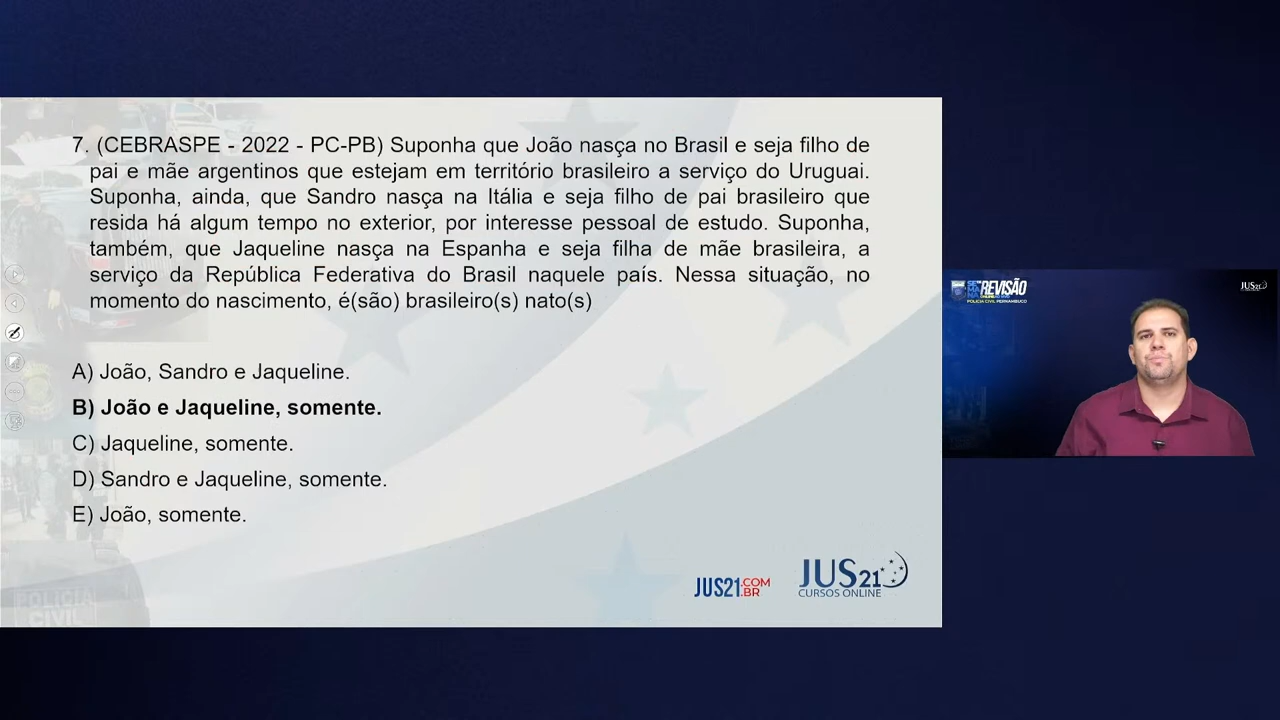 7. (CEBRASPE - 2022 - PC-PB) Suponha que João nasça no Brasil e seja filho de
pai e mãe argentinos que estejam em território brasileiro a serviço do Uruguai.
Suponha, ainda, que Sandro nasça na Itália e seja filho de pai brasileiro que
resida há algum tempo no exterior, por interesse pessoal de estudo. Suponha,
também, que Jaqueline nasça na Espanha e seja filha de mãe brasileira, a
serviço da República Federativa do Brasil naquele país. Nessa situação, no
momento do nascimento, é(são) brasileiro(s) nato(s)
A) João, Sandro e Jaqueline.
B) João e Jaqueline, somente.
C) Jaqueline, somente.
D) Sandro e Jaqueline, somente.
E) João, somente.
JUS21.COM
.BR
JUS21
CURSOS ONLINE
POLÍCIA
CIVIL
SEMANA
REVISÃO
POLÍCIA CIVIL PERNAMBUCO
JUS21